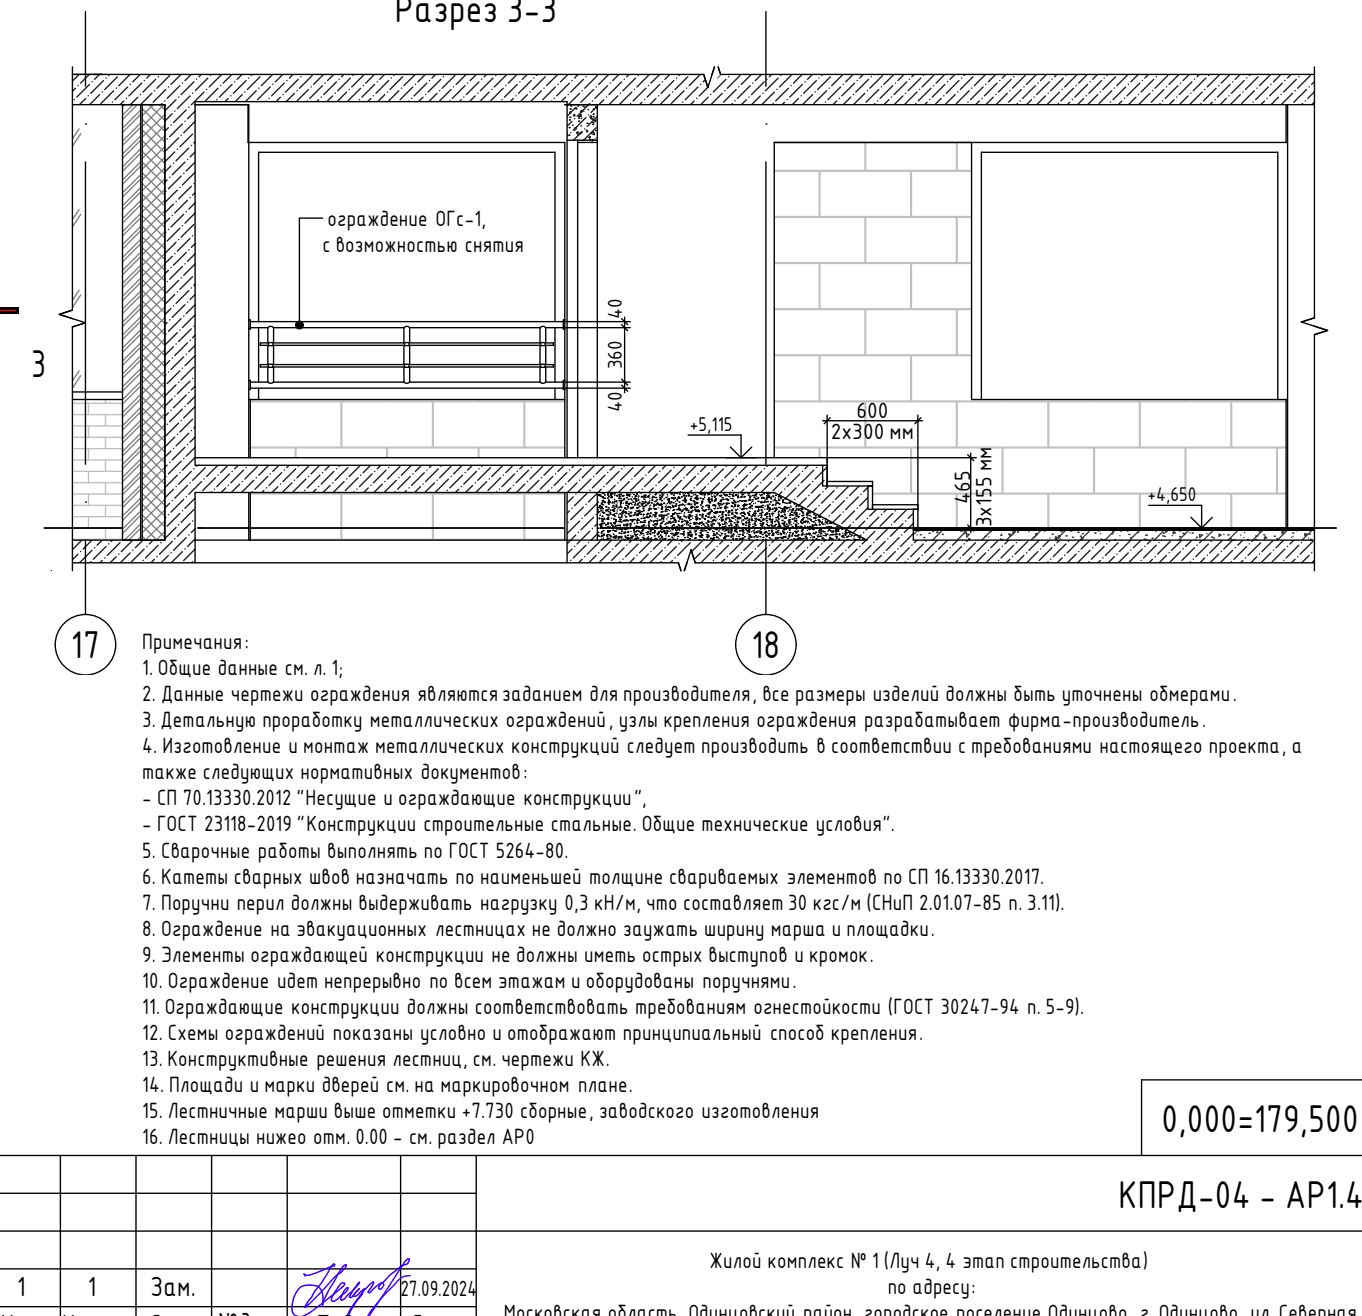 Разрез 3-3
ограждение ОГс-1,
с возможностью снятия
40
360
40
3
+5,115
600
2х300 мм
465
3х155 мм
+4,650
17
18
Примечания:
1. Общие данные см. л. 1;
2. Данные чертежи ограждения являются заданием для производителя, все размеры изделий должны быть уточнены обмерами.
3. Детальную проработку металлических ограждений, узлы крепления ограждения разрабатывает фирма-производитель.
4. Изготовление и монтаж металлических конструкций следует производить в соответствии с требованиями настоящего проекта, а
также следующих нормативных документов:
- СП 70.13330.2012 "Несущие и ограждающие конструкции",
- ГОСТ 23118-2019 "Конструкции строительные стальные. Общие технические условия".
5. Сварочные работы выполнять по ГОСТ 5264-80.
6. Катеты сварных швов назначать по наименьшей толщине свариваемых элементов по СП 16.13330.2017.
7. Поручни перил должны выдерживать нагрузку 0,3 кН/м, что составляет 30 кгс/м (СНиП 2.01.07-85 п. 3.11).
8. Ограждение на эвакуационных лестницах не должно заужать ширину марша и площадки.
9. Элементы ограждающей конструкции не должны иметь острых выступов и кромок.
10. Ограждение идет непрерывно по всем этажам и оборудованы поручнями.
11. Ограждающие конструкции должны соответствовать требованиям огнестойкости (ГОСТ 30247-94 п. 5-9).
12. Схемы ограждений показаны условно и отображают принципиальный способ крепления.
13. Конструктивные решения лестниц, см. чертежи КЖ.
14. Площади и марки дверей см. на маркировочном плане.
15. Лестничные марши выше отметки +7.730 сборные, заводского изготовления
16. Лестницы нижео отм. 0.00 - см. раздел АР0
0,000=179,500
КПРД-04 - АР1.4
Жилой комплекс № 1 (Луч 4, 4 этап строительства)
по адресу:
1 1 Зам. 27.09.2024
Московская область, Одинцовский район, городское поселение Одинцово, г. Одинцово, ул. Северная